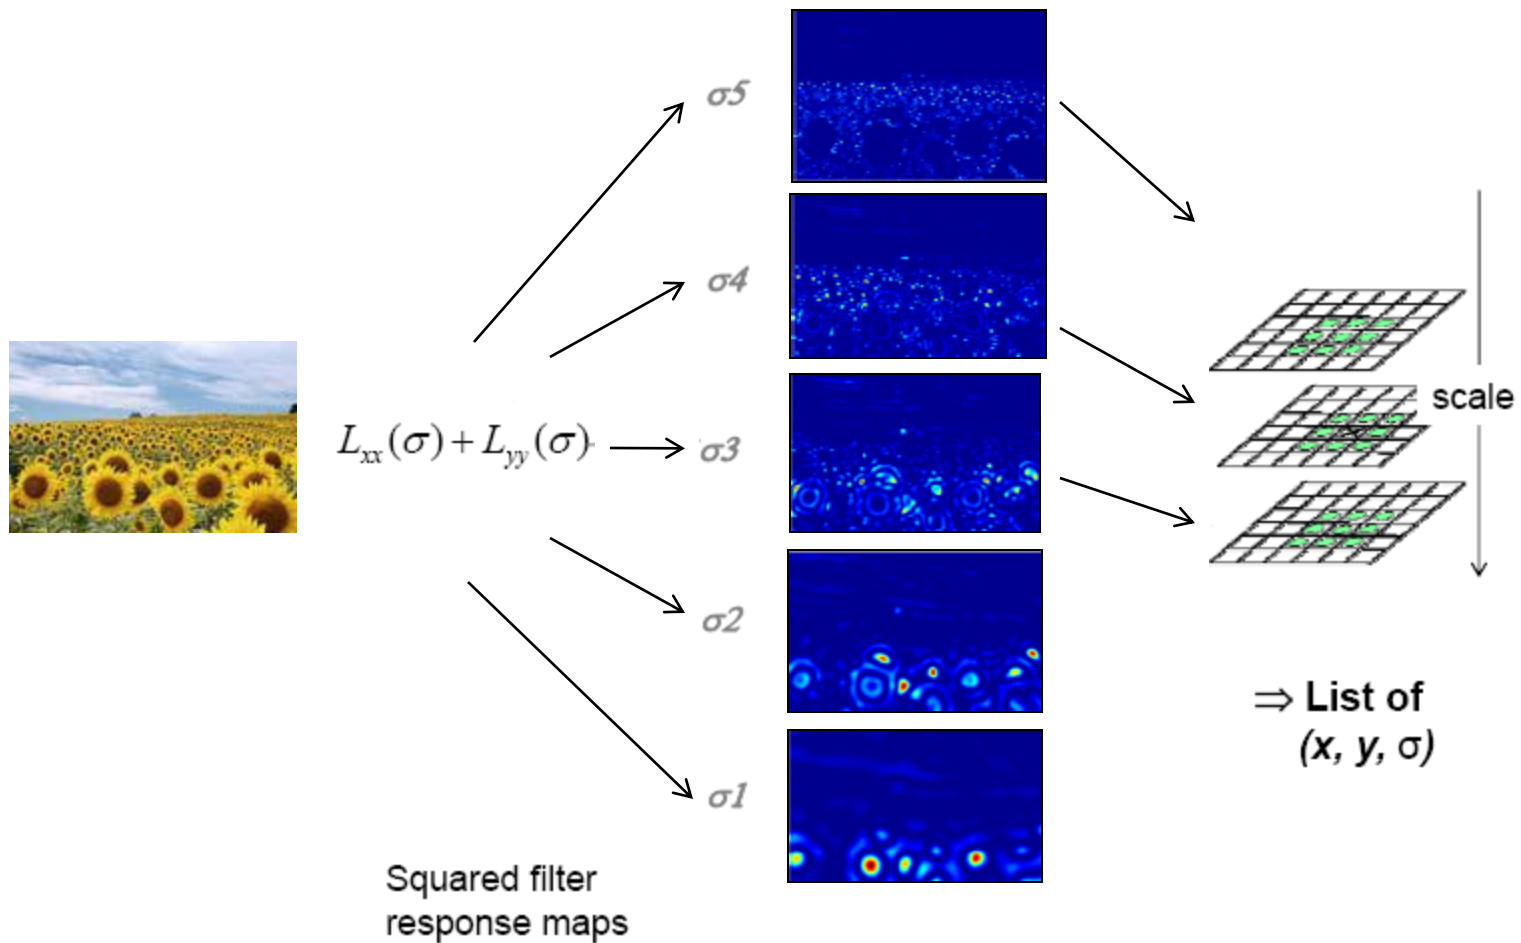 σ5
σ4
L_xx(σ) + L_yy(σ)
σ3
scale
σ2
⇒ List of
(x, y, σ)
σ1
Squared filter
response maps